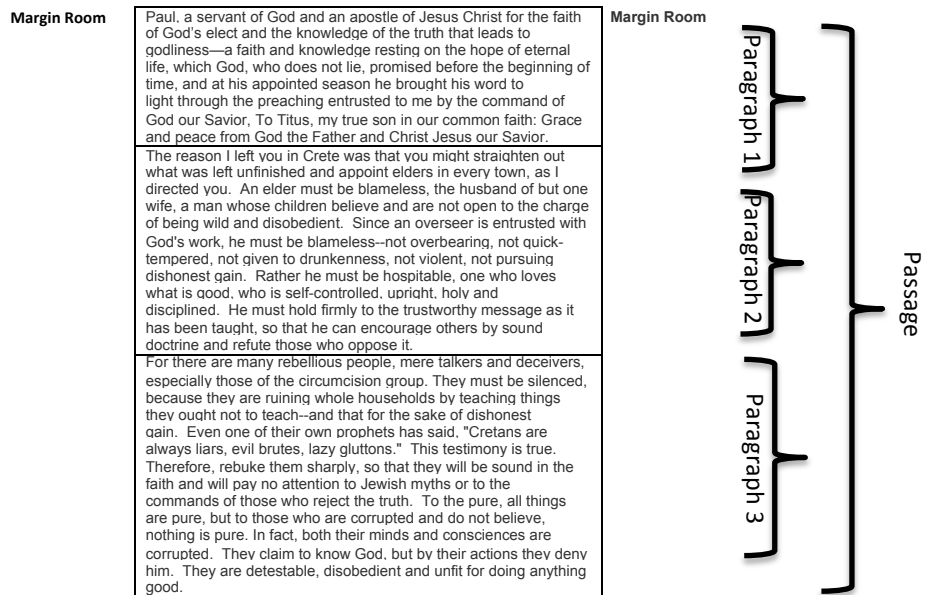 Margin Room
Paul, a servant of God and an apostle of Jesus Christ for the faith
of God's elect and the knowledge of the truth that leads to
godliness—a faith and knowledge resting on the hope of eternal
life, which God, who does not lie, promised before the beginning of
time, and at his appointed season he brought his word to
light through the preaching entrusted to me by the command of
God our Savior, To Titus, my true son in our common faith: Grace
and peace from God the Father and Christ Jesus our Savior.
The reason I left you in Crete was that you might straighten out
what was left unfinished and appoint elders in every town, as I
directed you. An elder must be blameless, the husband of but one
wife, a man whose children believe and are not open to the charge
of being wild and disobedient. Since an overseer is entrusted with
God's work, he must be blameless--not overbearing, not quick-
tempered, not given to drunkenness, not violent, not pursuing
dishonest gain. Rather he must be hospitable, one who loves
what is good, who is self-controlled, upright, holy and
disciplined. He must hold firmly to the trustworthy message as it
has been taught, so that he can encourage others by sound
doctrine and refute those who oppose it.
For there are many rebellious people, mere talkers and deceivers,
especially those of the circumcision group. They must be silenced,
because they are ruining whole households by teaching things
they ought not to teach--and that for the sake of dishonest
gain. Even one of their own prophets has said, "Cretans are
always liars, evil brutes, lazy gluttons." This testimony is true.
Therefore, rebuke them sharply, so that they will be sound in the
faith and will pay no attention to Jewish myths or to the
commands of those who reject the truth. To the pure, all things
are pure, but to those who are corrupted and do not believe,
nothing is pure. In fact, both their minds and consciences are
corrupted. They claim to know God, but by their actions they deny
him. They are detestable, disobedient and unfit for doing anything
good.
Margin Room
Paragraph 1
Paragraph 2
Paragraph 3
Passage